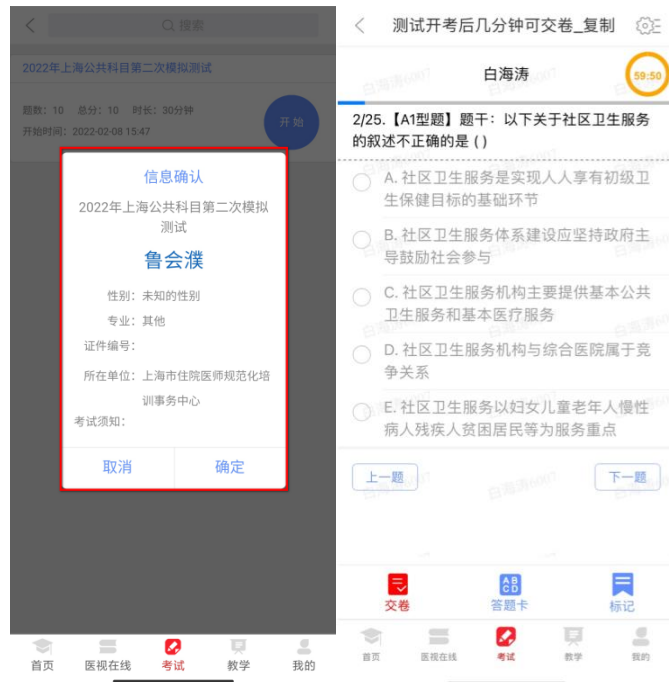 搜索
2022年上海公共科目第二次模拟测试
题数：10 总分：10 时长：30分钟
开始时间：2022-02-08 15:47
开始
信息确认
2022年上海公共科目第二次模拟
测试
鲁会濮
性别：未知的性别
专业：其他
证件编号：
所在单位：上海市住院医师规范化培
训事务中心
考试须知：
取消 确定
首页 医视在线 考试 教学 我的
测试开考后几分钟可交卷_复制
白海涛
59:50
2/25.【A1型题】题干：以下关于社区卫生服务
的叙述不正确的是 ( )
A. 社区卫生服务是实现人人享有初级卫
生保健目标的基础环节
B. 社区卫生服务体系建设应坚持政府主
导鼓励社会参与
C. 社区卫生服务机构主要提供基本公共
卫生服务和基本医疗服务
D. 社区卫生服务机构与综合医院属于竞
争关系
E. 社区卫生服务以妇女儿童老年人慢性
病人残疾人贫困居民等为服务重点
上一题 下一题
白海涛6007
AB
CD
交卷 答题卡 标记
首页 医视在线 考试 教学 我的